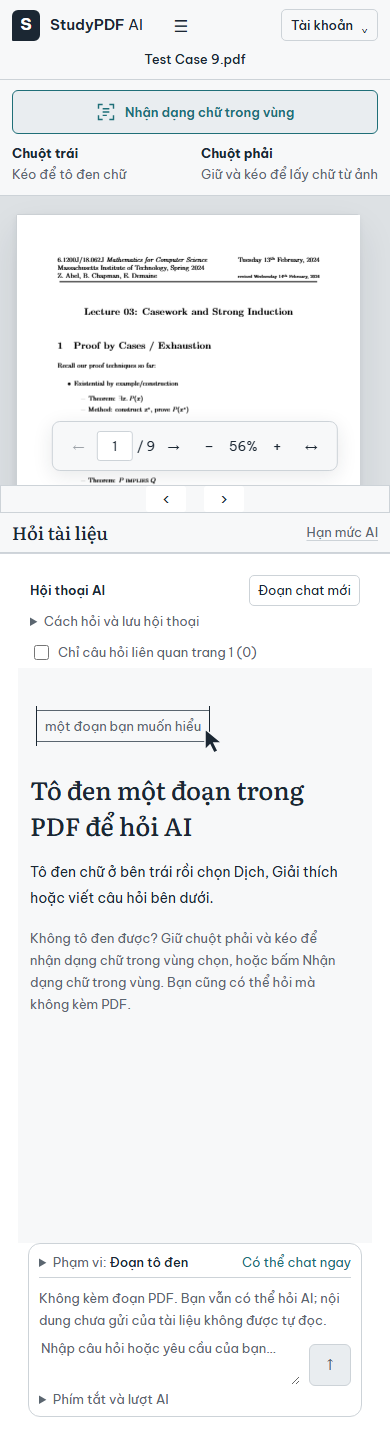 S StudyPDF AI ☰ Tài khoản
Test Case 9.pdf
Nhận dạng chữ trong vùng
Chuột trái
Kéo để tô đen chữ
Chuột phải
Giữ và kéo để lấy chữ từ ảnh
6.1200J/18.062J Mathematics for Computer Science
Tuesday 13th February, 2024
Massachusetts Institute of Technology, Spring 2024
Z. Abel, B. Chapman, E. Demaine
revised Wednesday 14th February, 2024
Lecture 03: Casework and Strong Induction
1 Proof by Cases / Exhaustion
Recall our proof techniques so far:
• Existential by example/construction
– Theorem: ∃x. P(x)
– Method: construct x*, prove P(x*)
← 1 / 9 → − 56% + ↔
– Theorem: P IMPLIES Q
‹ ›
Hỏi tài liệu
Hạn mức AI
Hội thoại AI
Đoạn chat mới
▶ Cách hỏi và lưu hội thoại
Chỉ câu hỏi liên quan trang 1 (0)
một đoạn bạn muốn hiểu
Tô đen một đoạn trong
PDF để hỏi AI
Tô đen chữ ở bên trái rồi chọn Dịch, Giải thích
hoặc viết câu hỏi bên dưới.
Không tô đen được? Giữ chuột phải và kéo để
nhận dạng chữ trong vùng chọn, hoặc bấm Nhận
dạng chữ trong vùng. Bạn cũng có thể hỏi mà
không kèm PDF.
▶ Phạm vi: Đoạn tô đen
Có thể chat ngay
Không kèm đoạn PDF. Bạn vẫn có thể hỏi AI; nội
dung chưa gửi của tài liệu không được tự đọc.
Nhập câu hỏi hoặc yêu cầu của bạn...
↑
▶ Phím tắt và lượt AI